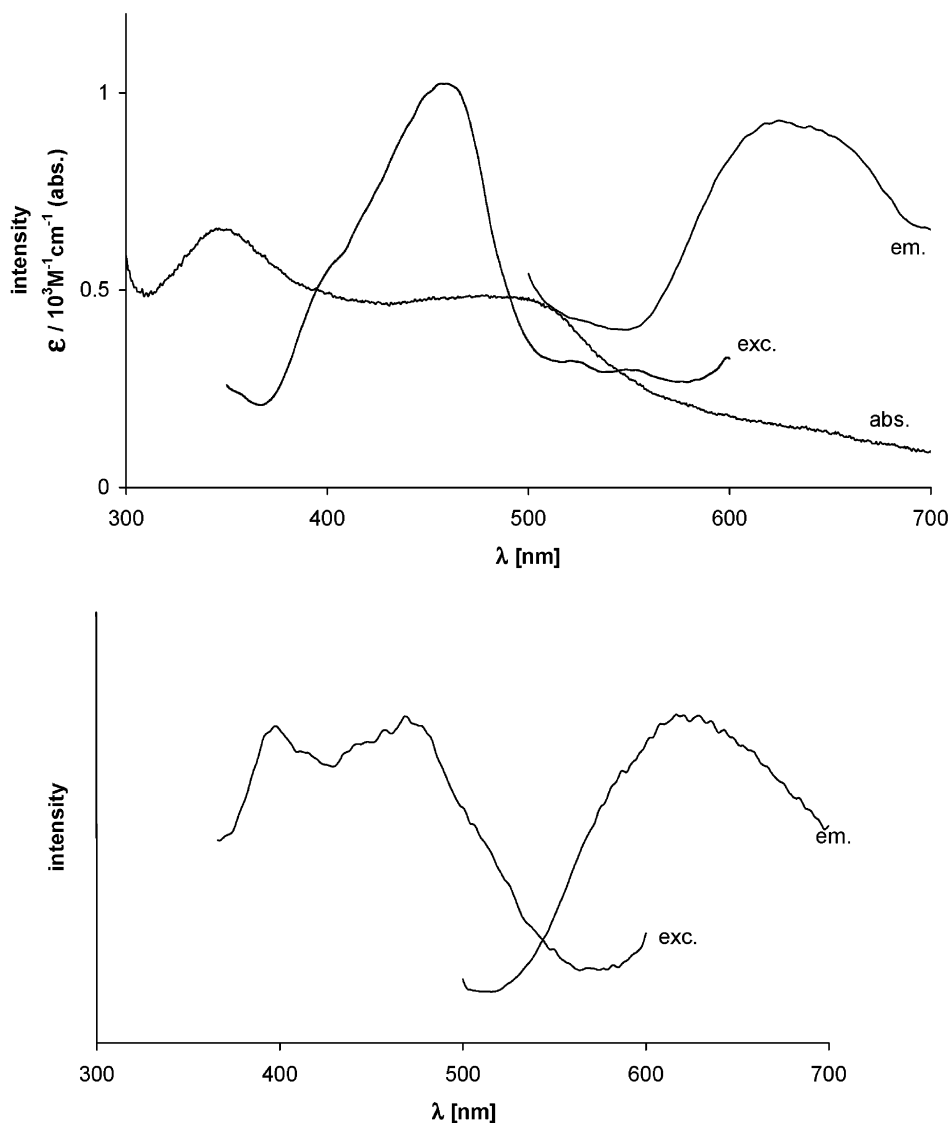 intensity
ε / 10³M⁻¹cm⁻¹ (abs.)
1
0.5
0
em.
exc.
abs.
300 400 500 600 700
λ [nm]
intensity
em.
exc.
300 400 500 600 700
λ [nm]